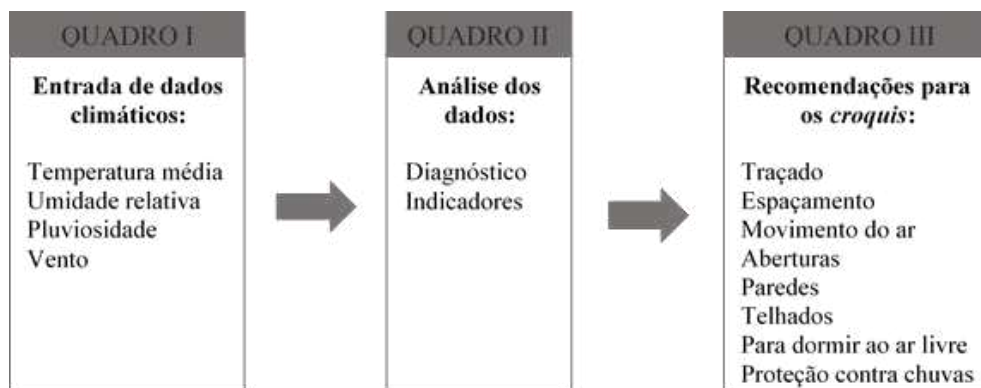 QUADRO I
Entrada de dados
climáticos:
Temperatura média
Umidade relativa
Pluviosidade
Vento
QUADRO II
Análise dos
dados:
Diagnóstico
Indicadores
QUADRO III
Recomendações para
os croquis:
Traçado
Espaçamento
Movimento do ar
Aberturas
Paredes
Telhados
Para dormir ao ar livre
Proteção contra chuvas